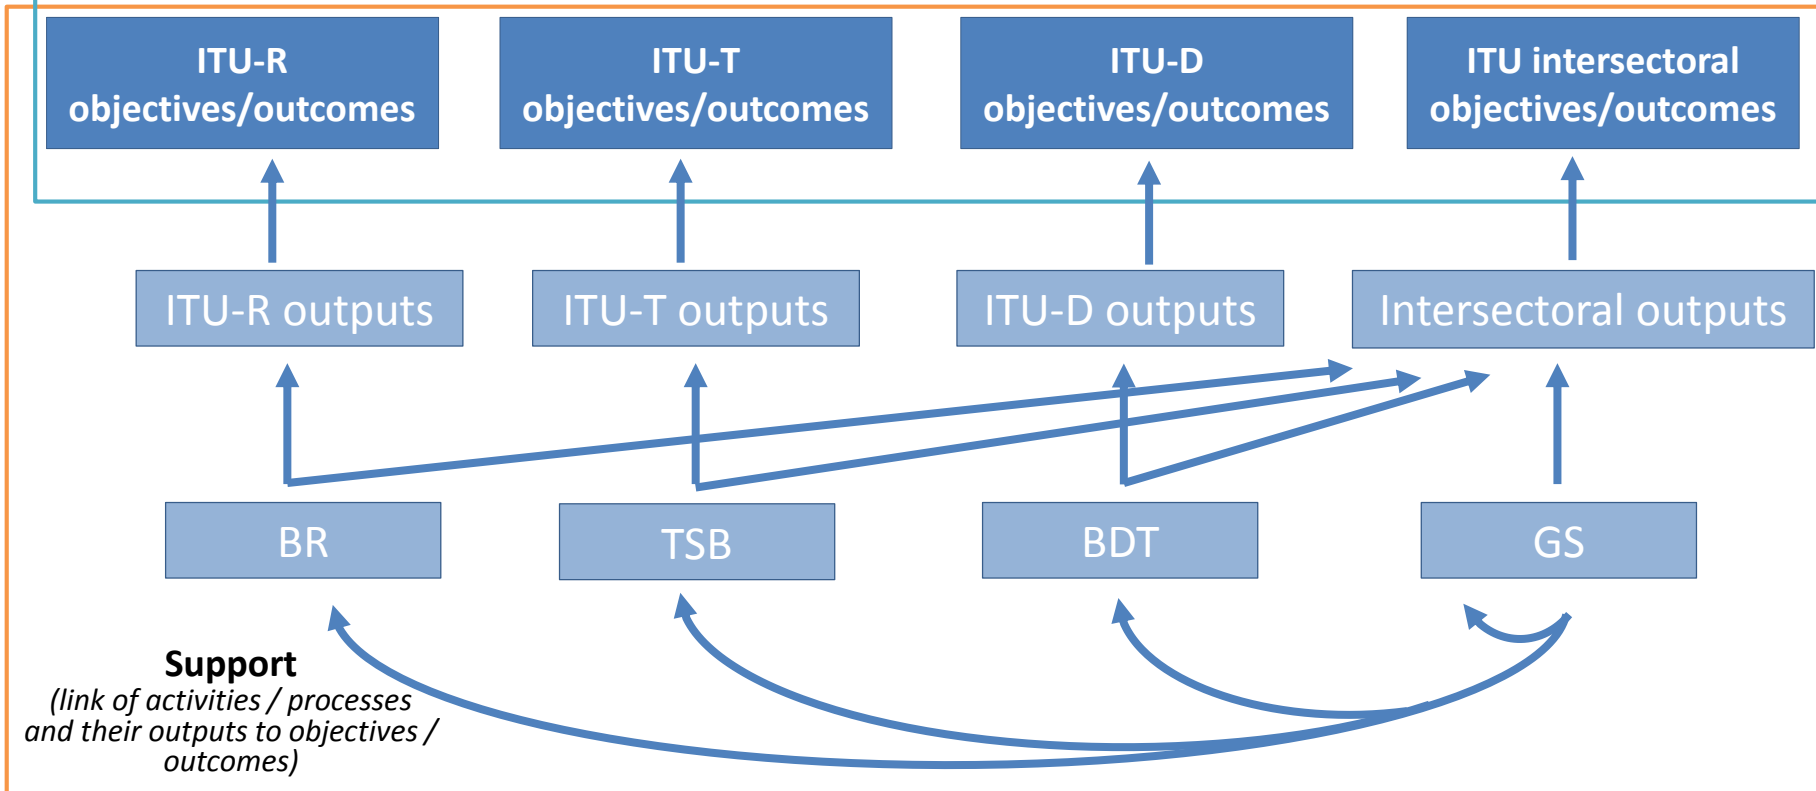 ITU-R
objectives/outcomes
ITU-T
objectives/outcomes
ITU-D
objectives/outcomes
ITU intersectoral
objectives/outcomes
ITU-R outputs
ITU-T outputs
ITU-D outputs
Intersectoral outputs
BR
TSB
BDT
GS
Support
(link of activities / processes
and their outputs to objectives /
outcomes)